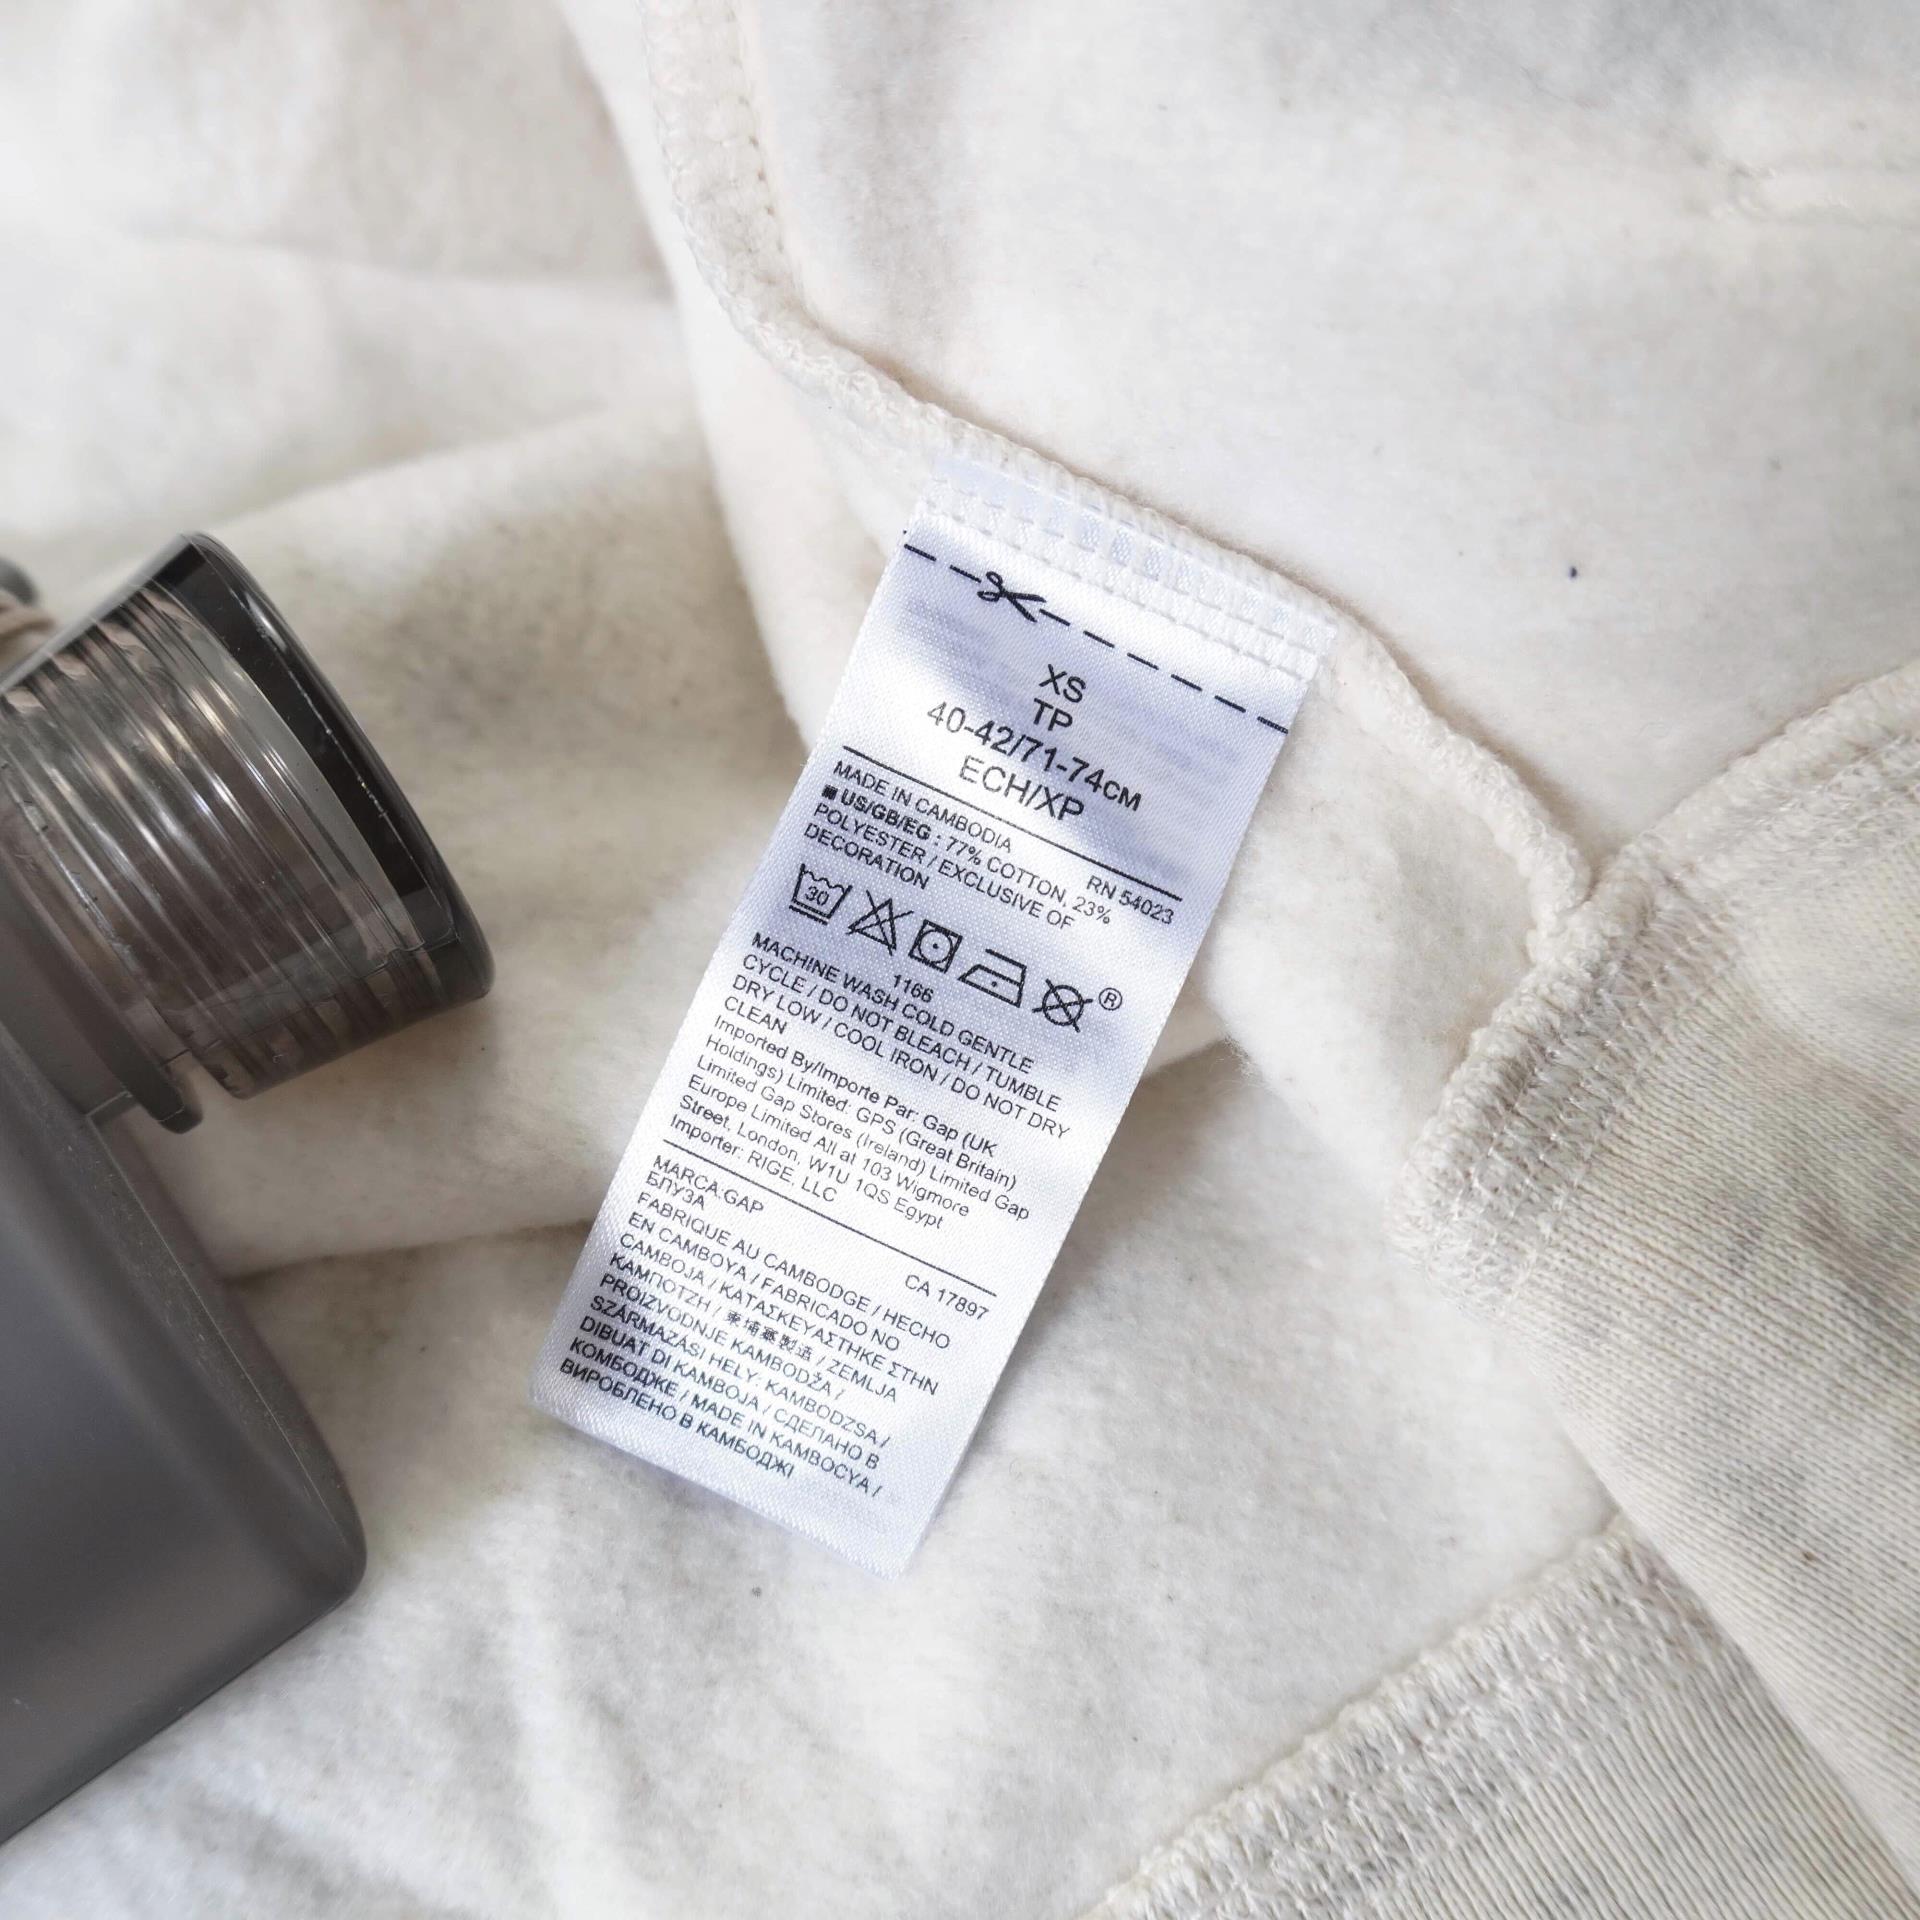 XS
TP
40-42/71-74CM
ECH/XP
MADE IN CAMBODIA
RN 54023
US/GB/EG : 77% COTTON, 23%
POLYESTER / EXCLUSIVE OF
DECORATION
30
1166
®
MACHINE WASH COLD GENTLE
CYCLE / DO NOT BLEACH / TUMBLE
DRY LOW / COOL IRON / DO NOT DRY
CLEAN
Imported By/Importe Par: Gap (UK
Holdings) Limited: GPS (Great Britain)
Limited Gap Stores (Ireland) Limited Gap
Europe Limited All at 103 Wigmore
Street, London, W1U 1QS Egypt
Importer: RIGE, LLC
MARCA:GAP
CA 17897
БЛУЗА
FABRIQUE AU CAMBODGE / HECHO
EN CAMBOYA / FABRICADO NO
CAMBOJA / ΚΑΤΑΣΚΕΥΑΣΤΗΚΕ ΣΤΗΝ
ΚΑΜΠΟΤΖΗ / 柬埔寨製造 / ZEMLJA
PROIZVODNJE KAMBODŽA /
SZÁRMAZÁSI HELY: KAMBODZSA /
DIBUAT DI KAMBOJA / СДЕЛАНО В
КОМБОДЖЕ / MADE IN KAMBOÇYA /
ВИРОБЛЕНО В КАМБОДЖІ